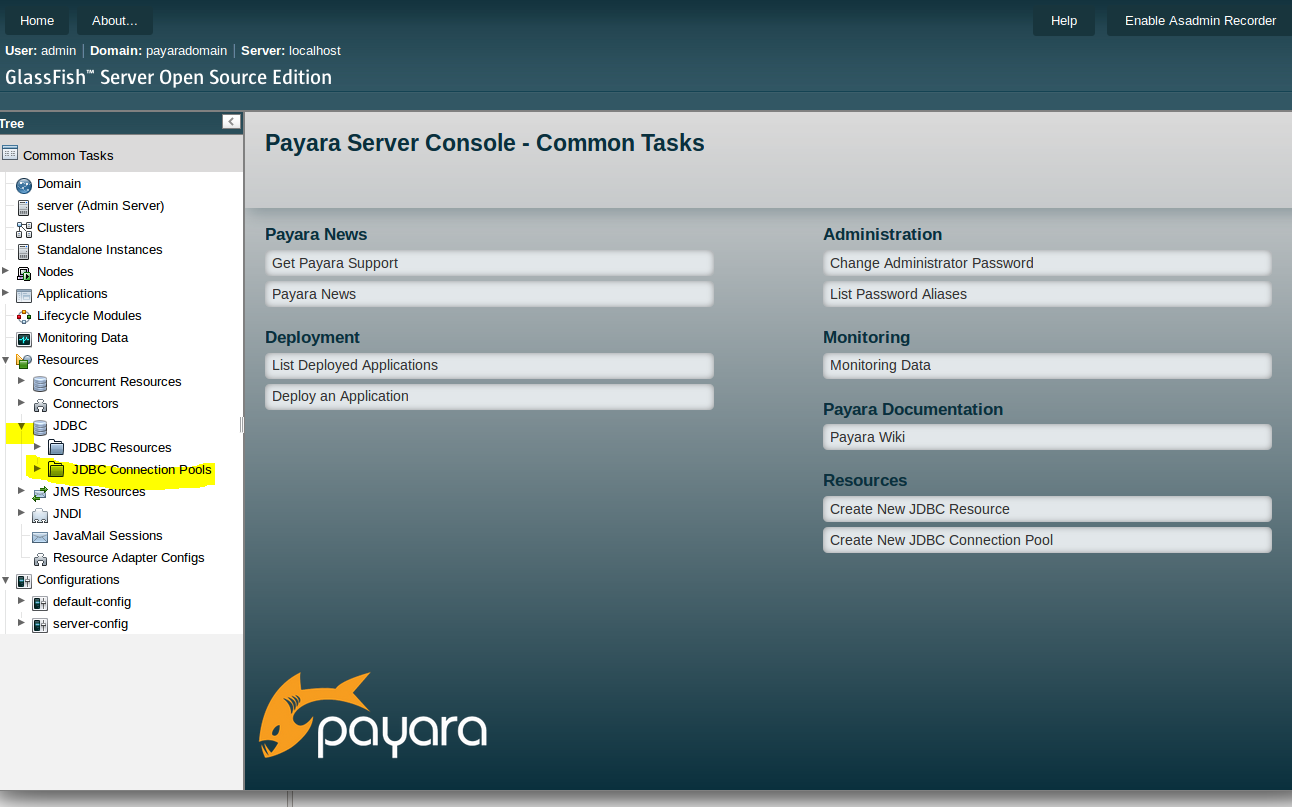 Home About... Help Enable Asadmin Recorder
User: admin | Domain: payaradomain | Server: localhost
GlassFish™ Server Open Source Edition
Tree
Common Tasks
Domain
server (Admin Server)
Clusters
Standalone Instances
Nodes
Applications
Lifecycle Modules
Monitoring Data
Resources
Concurrent Resources
Connectors
JDBC
JDBC Resources
JDBC Connection Pools
JMS Resources
JNDI
JavaMail Sessions
Resource Adapter Configs
Configurations
default-config
server-config
Payara Server Console - Common Tasks
Payara News
Get Payara Support
Payara News
Deployment
List Deployed Applications
Deploy an Application
Administration
Change Administrator Password
List Password Aliases
Monitoring
Monitoring Data
Payara Documentation
Payara Wiki
Resources
Create New JDBC Resource
Create New JDBC Connection Pool
payara